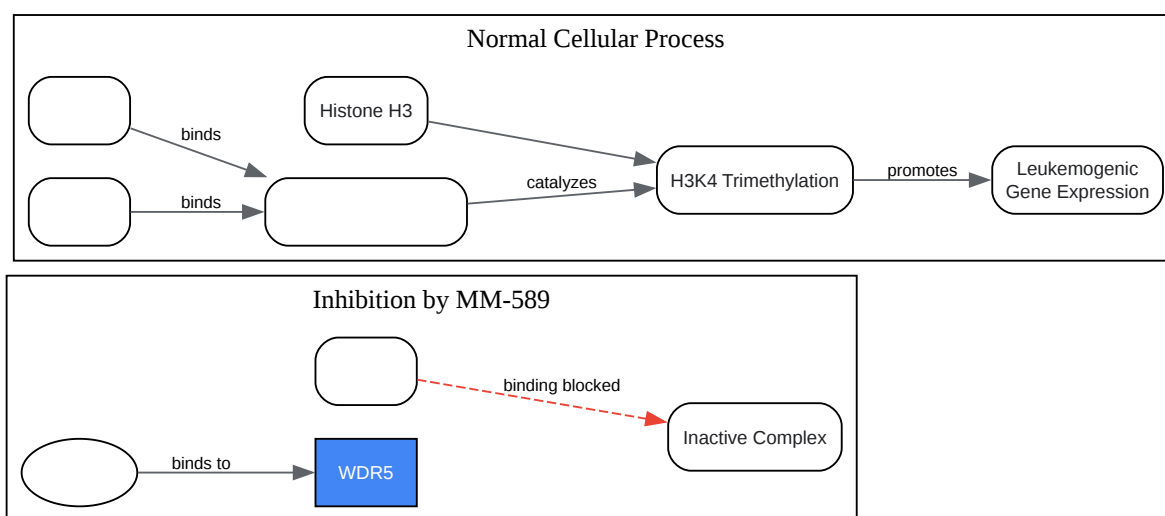 Normal Cellular Process
binds
Histone H3
binds
catalyzes
H3K4 Trimethylation
promotes
Leukemogenic
Gene Expression
Inhibition by MM-589
binding blocked
Inactive Complex
binds to
WDR5